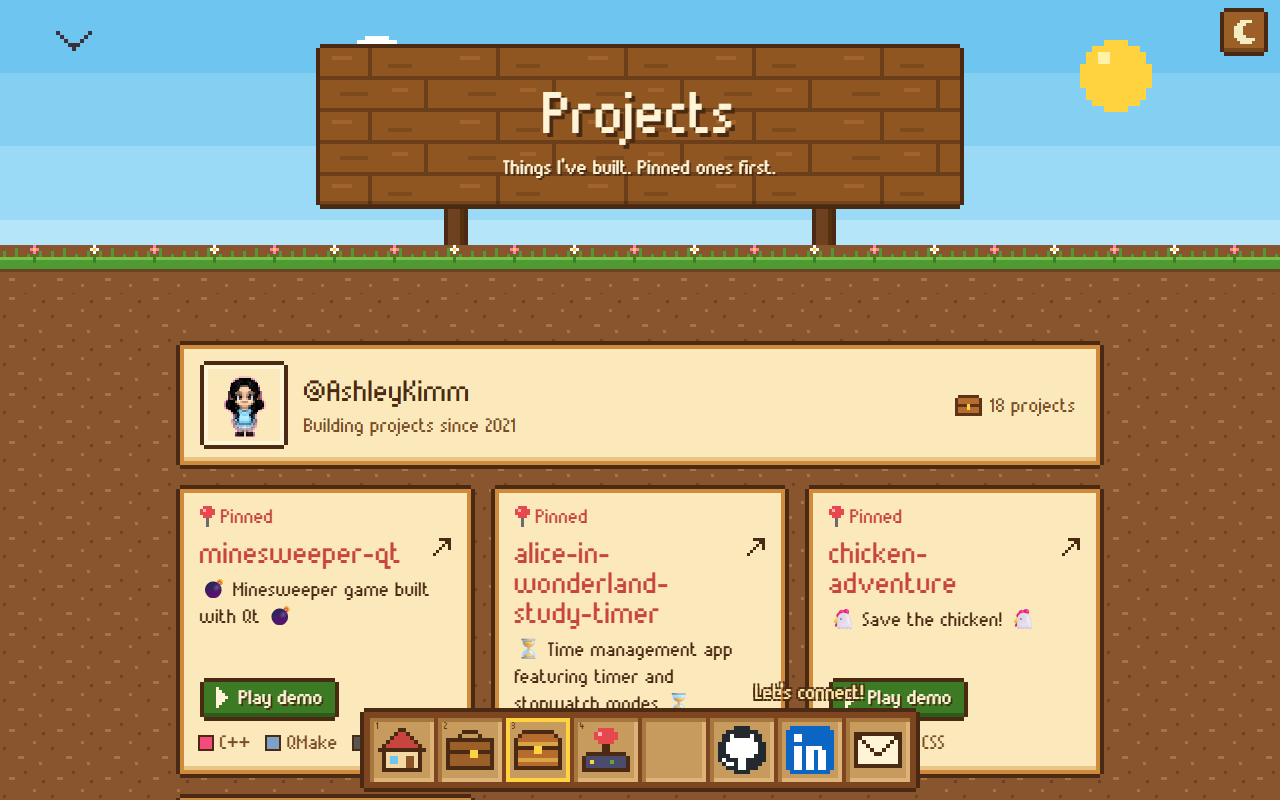 Projects
Things I've built. Pinned ones first.
@AshleyKimm
Building projects since 2021
18 projects
Pinned
minesweeper-qt
Minesweeper game built
with Qt
Play demo
C++ QMake
Pinned
alice-in-
wonderland-
study-timer
Time management app
featuring timer and
stopwatch modes
Pinned
chicken-
adventure
Save the chicken!
Play demo
CSS
Let's connect!
1 2 3 4
in